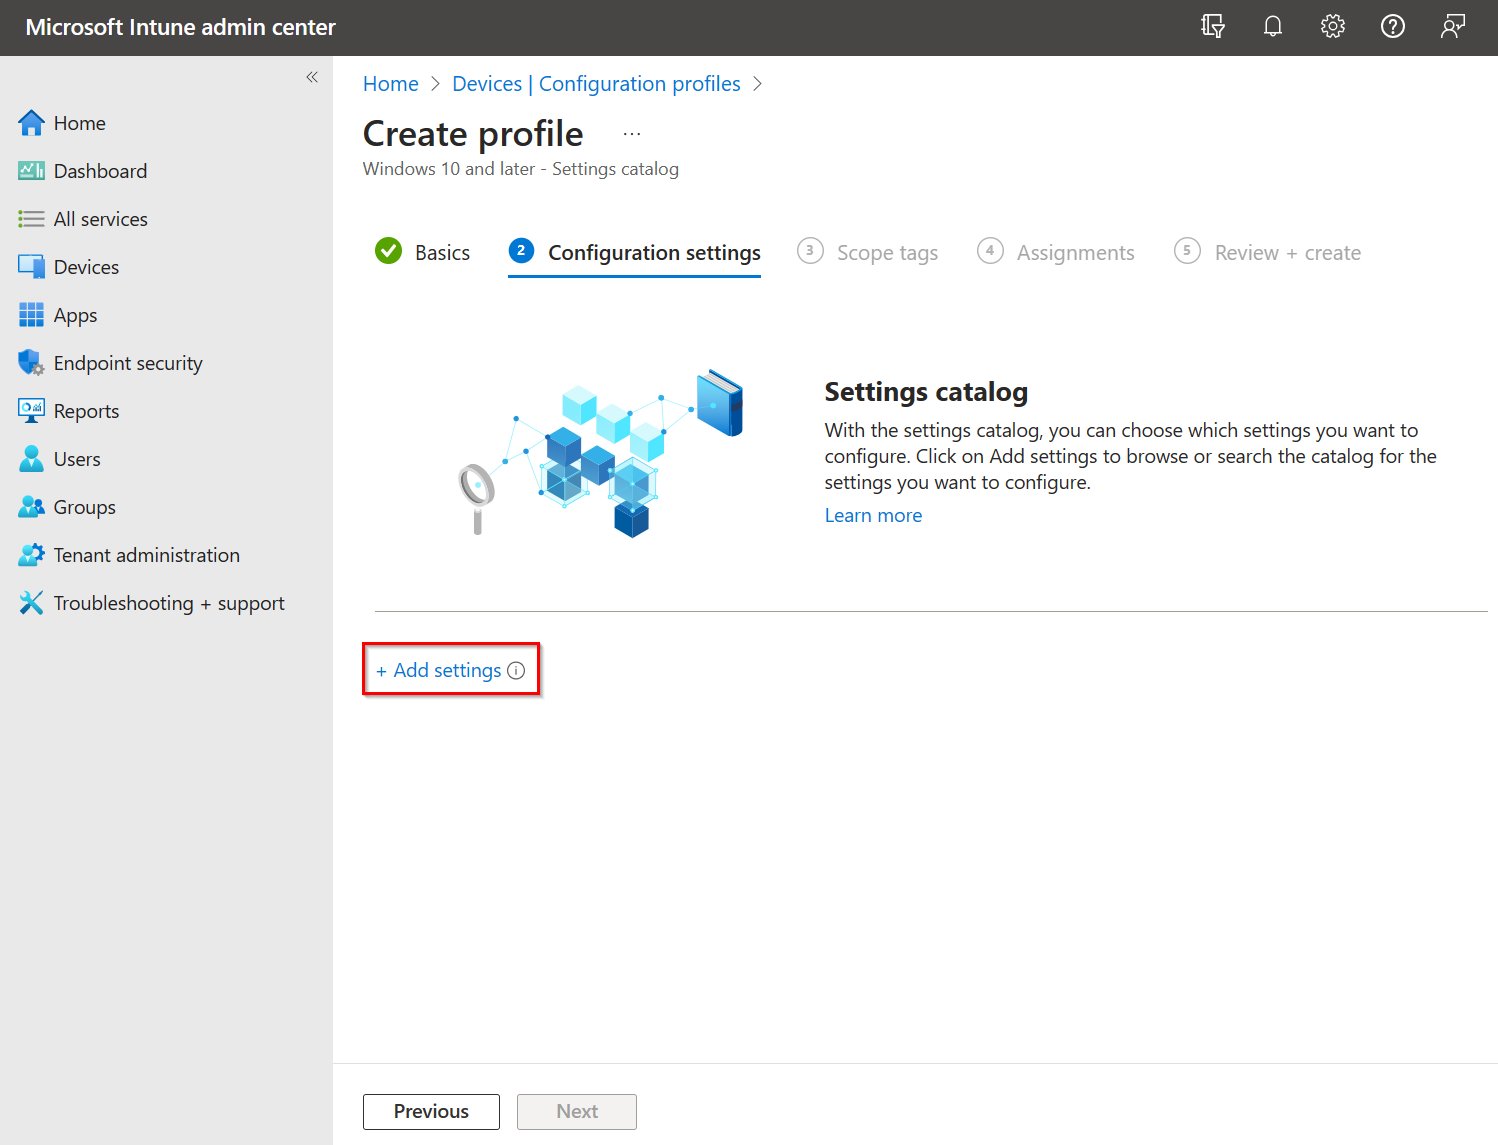 Microsoft Intune admin center
«
Home
Dashboard
All services
Devices
Apps
Endpoint security
Reports
Users
Groups
Tenant administration
Troubleshooting + support
Home > Devices | Configuration profiles >
Create profile ...
Windows 10 and later - Settings catalog
Basics 2 Configuration settings 3 Scope tags 4 Assignments 5 Review + create
Settings catalog
With the settings catalog, you can choose which settings you want to
configure. Click on Add settings to browse or search the catalog for the
settings you want to configure.
Learn more
+ Add settings
Previous Next